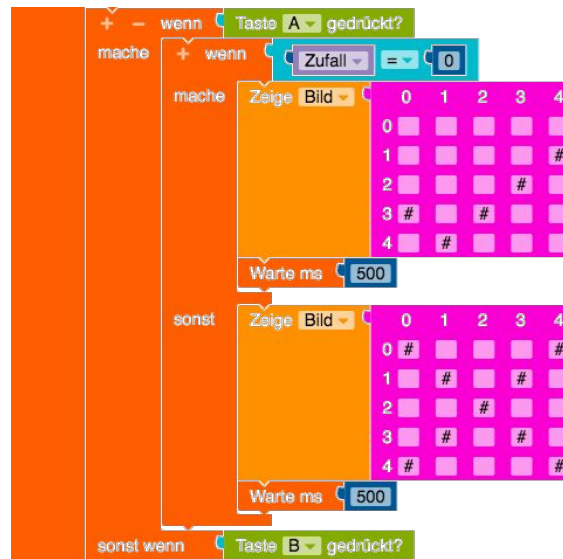 + − wenn Taste A gedrückt?
mache + wenn Zufall = 0
mache Zeige Bild 0 1 2 3 4
0
1 #
2 #
3 # #
4 #
Warte ms 500
sonst Zeige Bild 0 1 2 3 4
0 # #
1 # #
2 #
3 # #
4 # #
Warte ms 500
sonst wenn Taste B gedrückt?